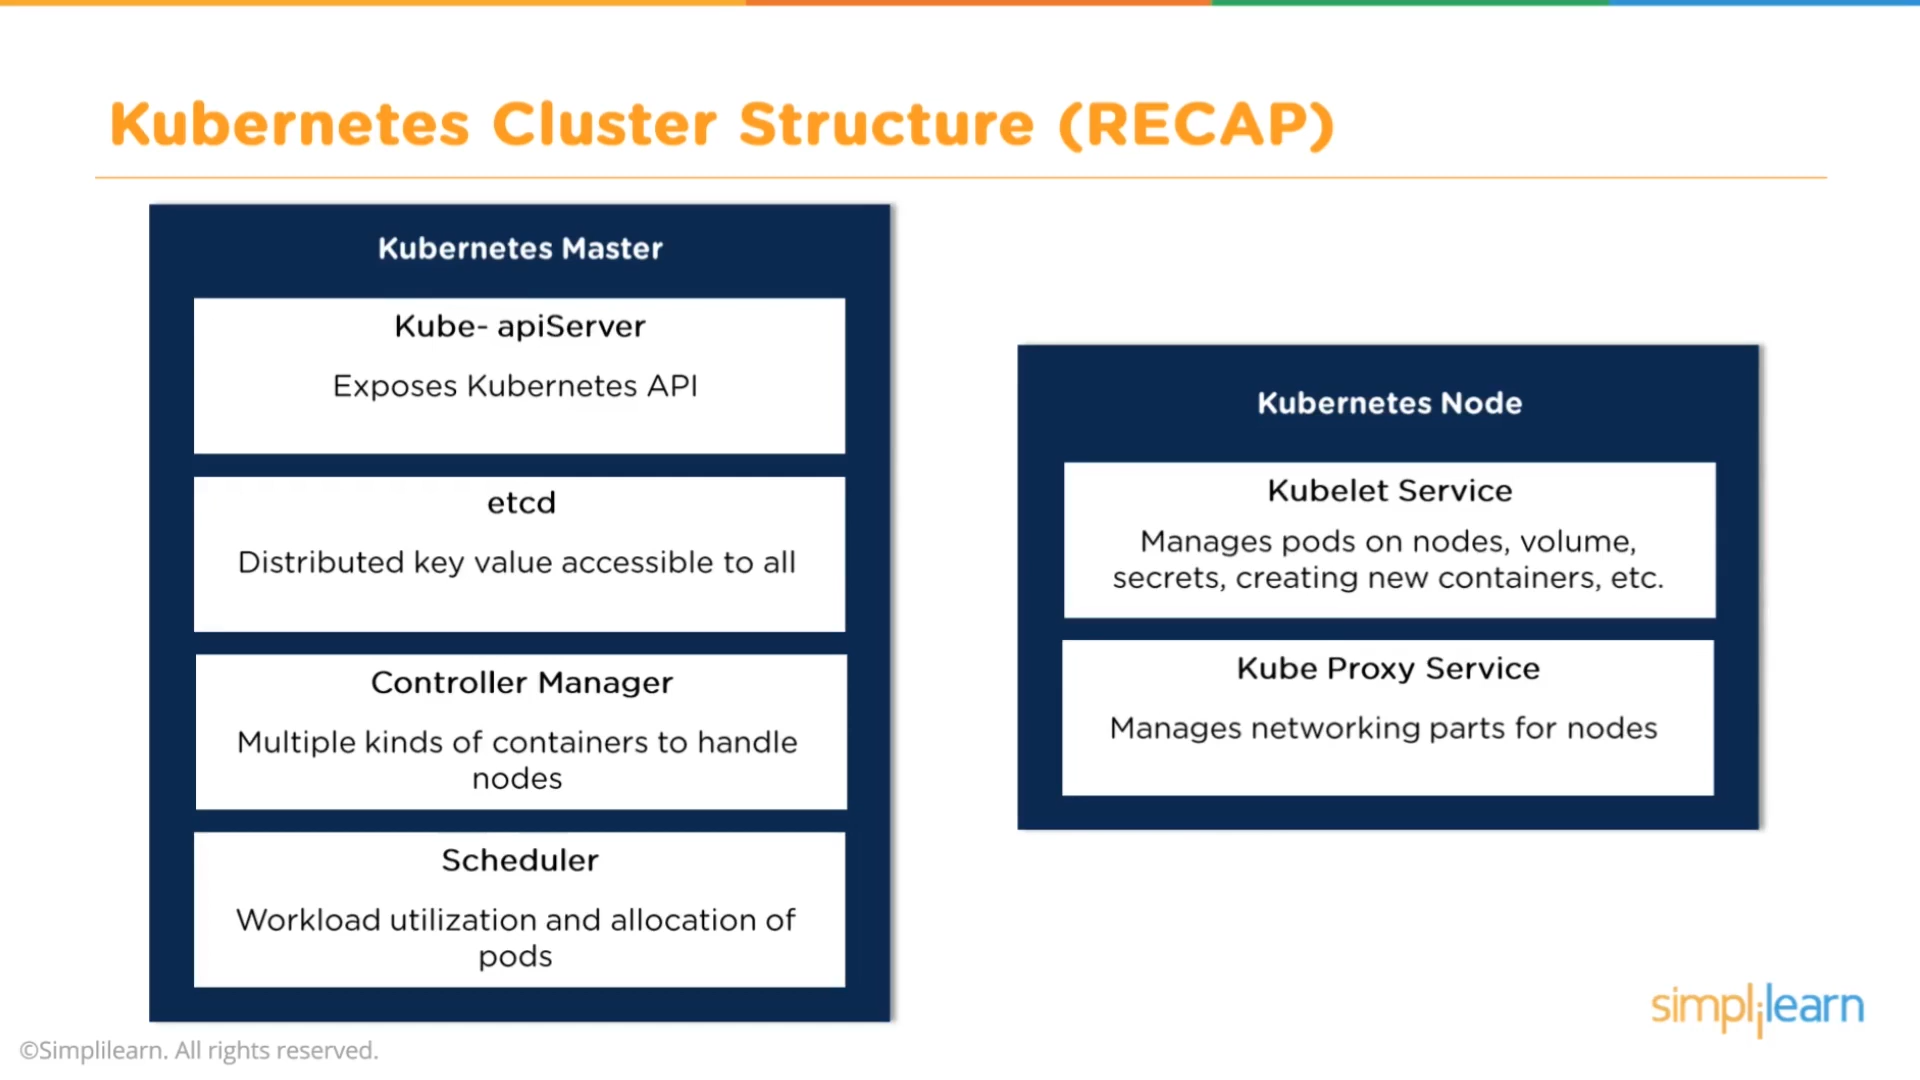 Kubernetes Cluster Structure (RECAP)
Kubernetes Master
Kube- apiServer
Exposes Kubernetes API
etcd
Distributed key value accessible to all
Controller Manager
Multiple kinds of containers to handle
nodes
Scheduler
Workload utilization and allocation of
pods
Kubernetes Node
Kubelet Service
Manages pods on nodes, volume,
secrets, creating new containers, etc.
Kube Proxy Service
Manages networking parts for nodes
simplilearn
©Simplilearn. All rights reserved.